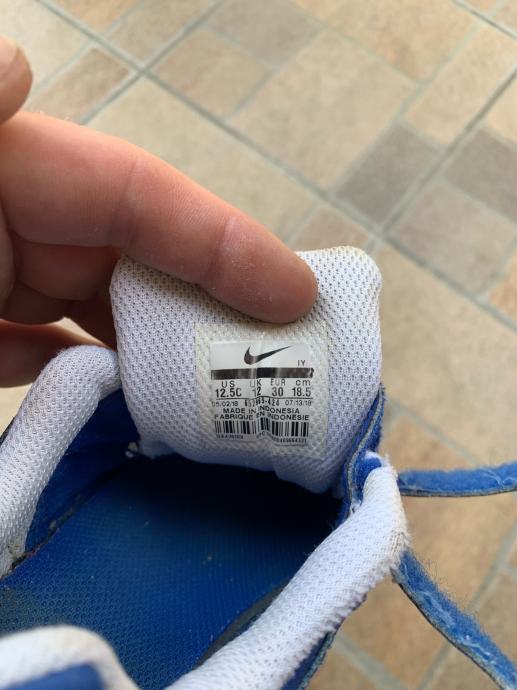 IY
US UK EUR cm
12.5C 12 30 18.5
05/02/18 07/13/18
MADE IN INDONESIA
FABRIQUE EN INDONESIE